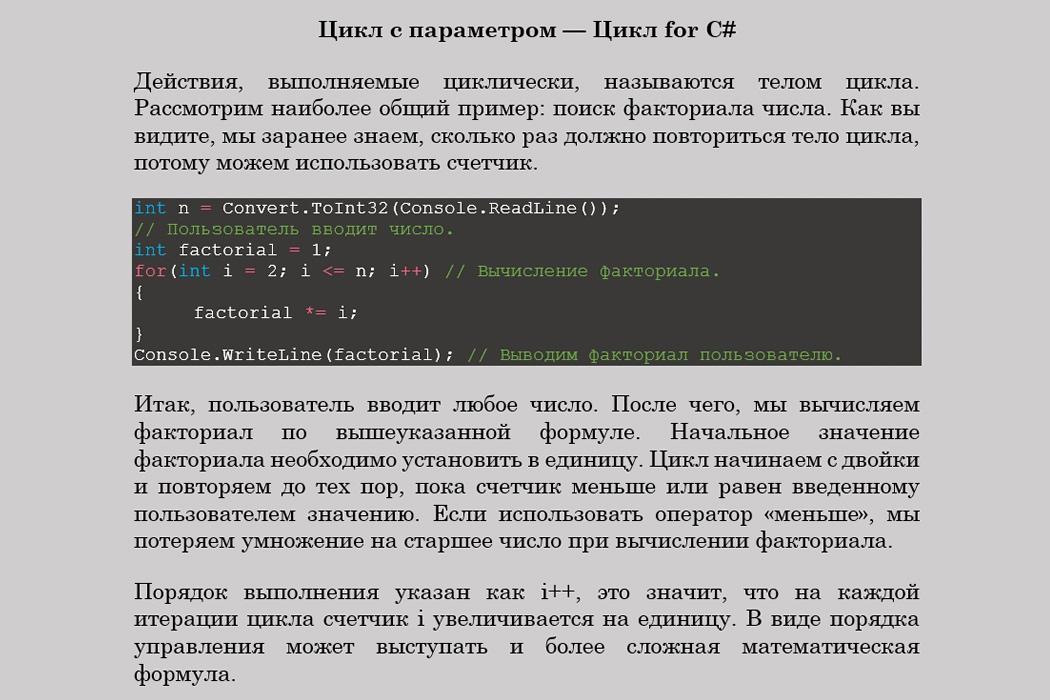 Цикл с параметром — Цикл for C#
Действия, выполняемые циклически, называются телом цикла.
Рассмотрим наиболее общий пример: поиск факториала числа. Как вы
видите, мы заранее знаем, сколько раз должно повториться тело цикла,
потому можем использовать счетчик.
int n = Convert.ToInt32(Console.ReadLine());
// Пользователь вводит число.
int factorial = 1;
for(int i = 2; i <= n; i++) // Вычисление факториала.
{
factorial *= i;
}
Console.WriteLine(factorial); // Выводим факториал пользователю.
Итак, пользователь вводит любое число. После чего, мы вычисляем
факториал по вышеуказанной формуле. Начальное значение
факториала необходимо установить в единицу. Цикл начинаем с двойки
и повторяем до тех пор, пока счетчик меньше или равен введенному
пользователем значению. Если использовать оператор «меньше», мы
потеряем умножение на старшее число при вычислении факториала.
Порядок выполнения указан как i++, это значит, что на каждой
итерации цикла счетчик i увеличивается на единицу. В виде порядка
управления может выступать и более сложная математическая
формула.